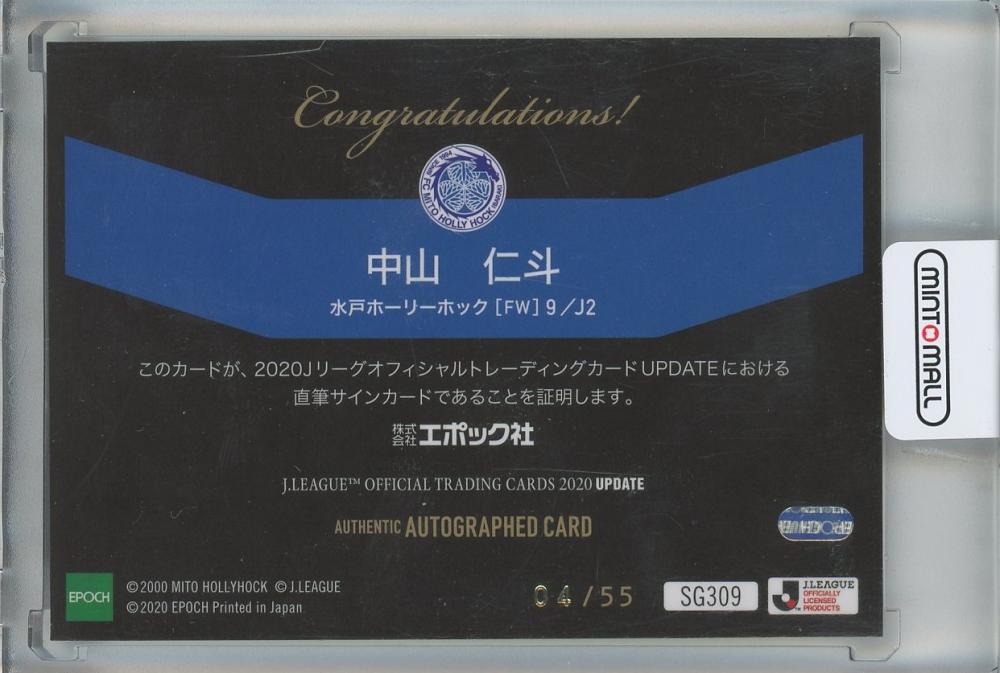 Congratulations!
SINCE 1994
FC MITO HOLLY HOCK IBARAKI
中山 仁斗
水戸ホーリーホック [FW] 9/J2
このカードが、2020JリーグオフィシャルトレーディングカードUPDATEにおける
直筆サインカードであることを証明します。
株式会社エポック社
J.LEAGUE™ OFFICIAL TRADING CARDS 2020 UPDATE
AUTHENTIC AUTOGRAPHED CARD
EPOCH
©2000 MITO HOLLYHOCK ©J.LEAGUE
©2020 EPOCH Printed in Japan
04/55
SG309
J.LEAGUE
OFFICIALLY
LICENSED
PRODUCTS
MINTOMALL